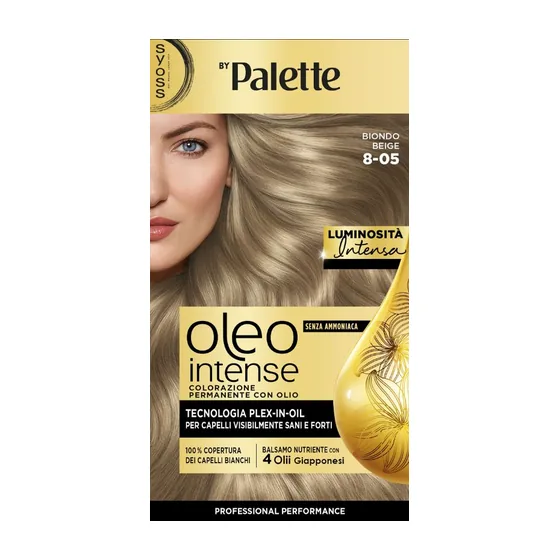 syoss
BY Palette
BIONDO
BEIGE
8-05
LUMINOSITÀ
Intensa
SENZA AMMONIACA
oleo
intense
COLORAZIONE
PERMANENTE CON OLIO
TECNOLOGIA PLEX-IN-OIL
PER CAPELLI VISIBILMENTE SANI E FORTI
100% COPERTURA
DEI CAPELLI BIANCHI
BALSAMO NUTRIENTE CON
4 Olii Giapponesi
PROFESSIONAL PERFORMANCE